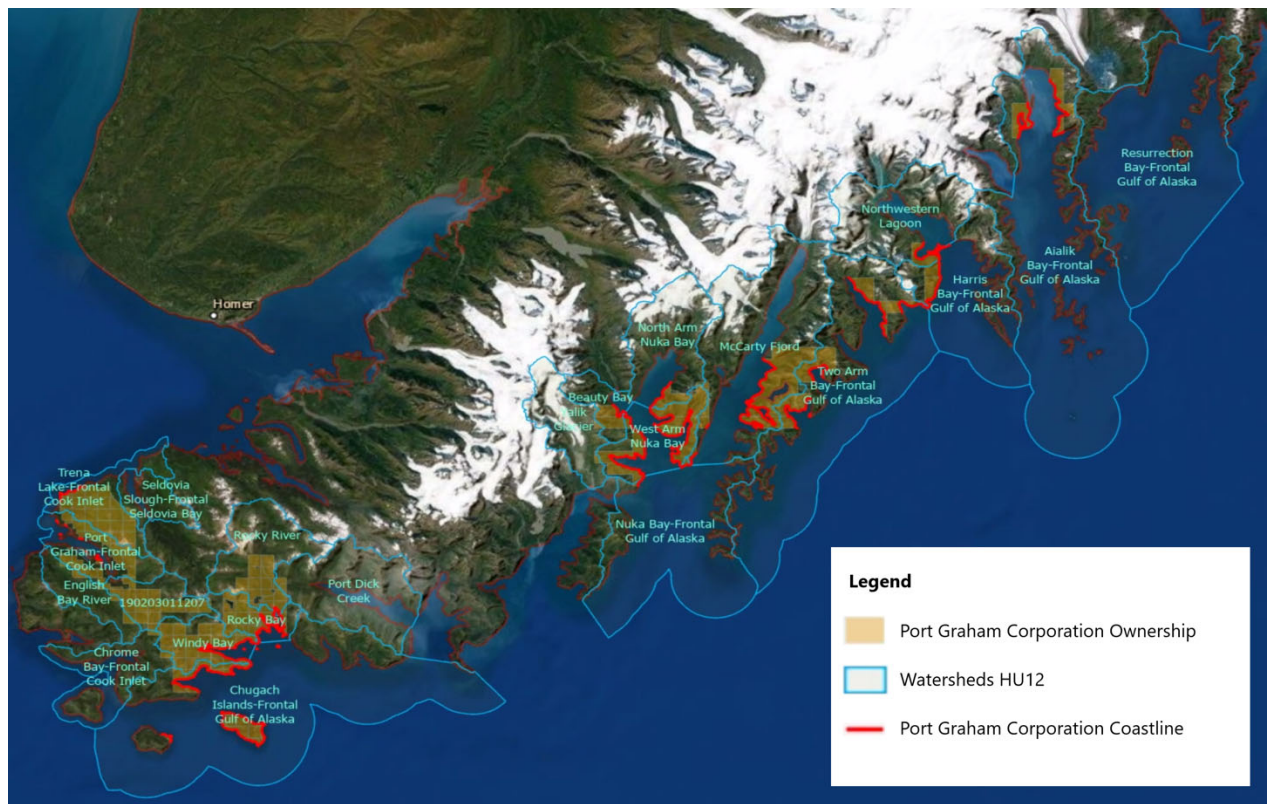 Resurrection
Bay-Frontal
Gulf of Alaska
Northwestern
Lagoon
Aialik
Bay-Frontal
Gulf of Alaska
Harris
Bay-Frontal
Gulf of Alaska
Homer
North Arm
Nuka Bay
McCarty Fjord
Two Arm
Bay-Frontal
Gulf of Alaska
Beauty Bay
Yalik
Glacier
West Arm
Nuka Bay
Trena
Lake-Frontal
Cook Inlet
Seldovia
Slough-Frontal
Seldovia Bay
Nuka Bay-Frontal
Gulf of Alaska
Port
Graham-Frontal
Cook Inlet
Rocky River
English
Bay River
190203011207
Port Dick
Creek
Rocky Bay
Windy Bay
Chrome
Bay-Frontal
Cook Inlet
Chugach
Islands-Frontal
Gulf of Alaska
Legend
Port Graham Corporation Ownership
Watersheds HU12
Port Graham Corporation Coastline